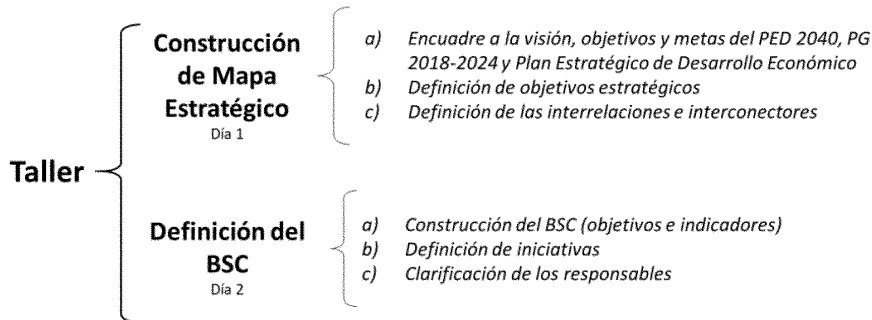 Taller
Construcción
de Mapa
Estratégico
Día 1
a) Encuadre a la visión, objetivos y metas del PED 2040, PG
2018-2024 y Plan Estratégico de Desarrollo Económico
b) Definición de objetivos estratégicos
c) Definición de las interrelaciones e interconectores
Definición del
BSC
Día 2
a) Construcción del BSC (objetivos e indicadores)
b) Definición de iniciativas
c) Clarificación de los responsables